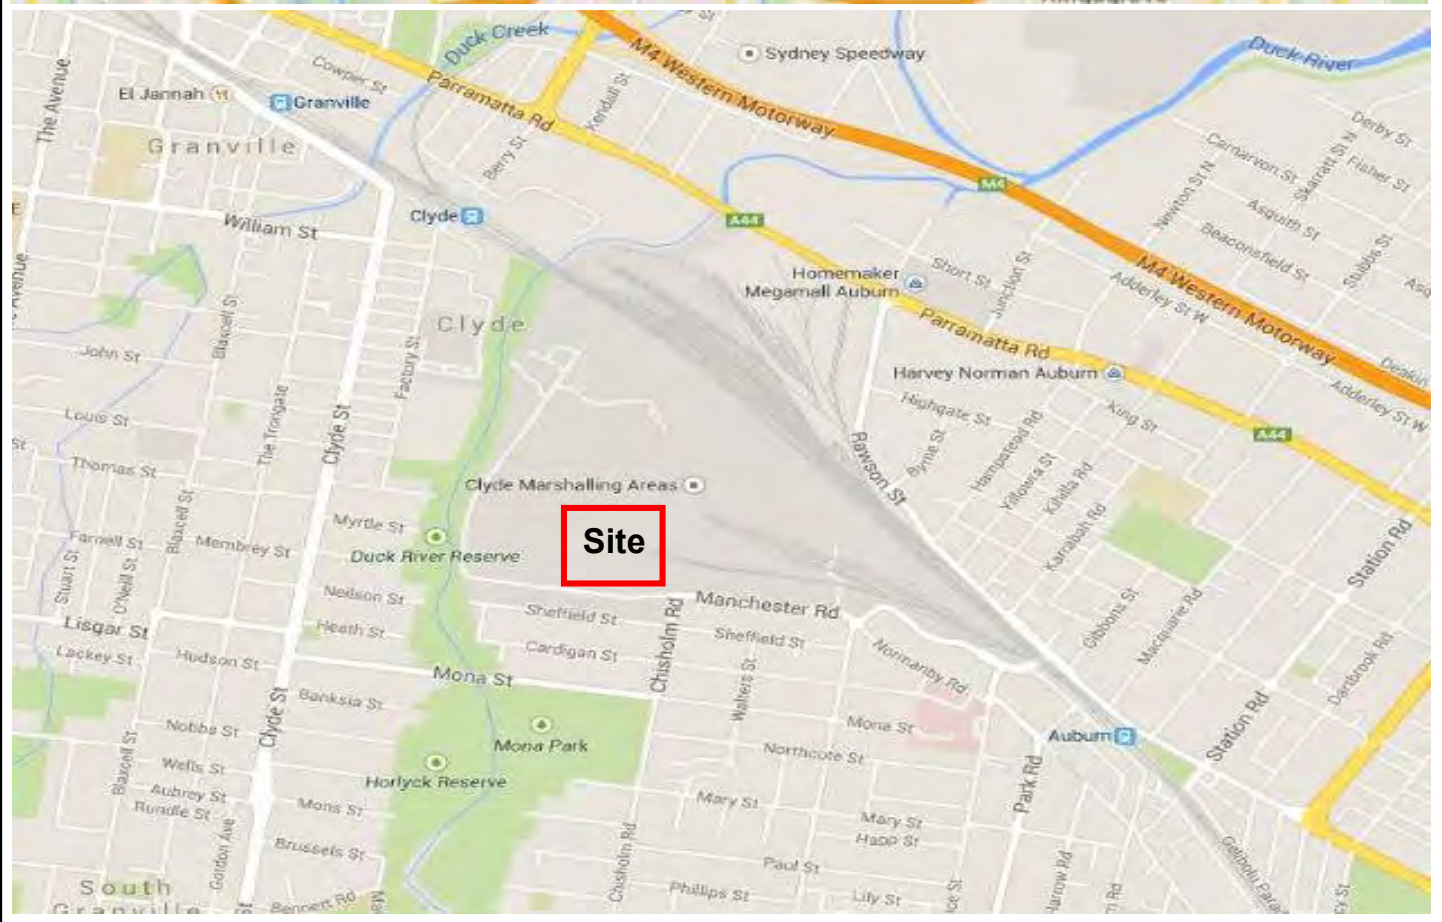 Duck Creek
M4 Western Motorway
Sydney Speedway
Duck River
The Avenue
Cowper St
El Jannah
Granville
Parramatta Rd
Kendall St
Derby St
Granville
Berry St
Carnarvon St
Skarratt St N
Fisher St
M4
Newton St N
Asquith St
William St
Clyde
A44
Beaconsfield St
Stubbs St
Homemaker
Megamall Auburn
Short St
Junction St
M4 Western Motorway
Adderley St W
Blaxcell St
Clyde
Parramatta Rd
John St
Factory St
Harvey Norman Auburn
Deakin
Adderley St W
Louis St
The Trongate
Clyde St
Highgate St
Hampstead Rd
King St
A44
St
Thomas St
Rawson St
Byrne St
Killowra St
Kihilla Rd
Clyde Marshalling Areas
Blaxcell St
Myrtle St
Site
Karrabah Rd
Station Rd
Farnell St
Membrey St
Duck River Reserve
Stuart St
O'Neill St
Neilson St
Sheffield St
Chisholm Rd
Manchester Rd
Gibbons St
Macquarie Rd
Lisgar St
Heath St
Cardigan St
Sheffield St
Normanby Rd
Dartbrook Rd
Lackey St
Hudson St
Mona St
Walters St
Banksia St
Clyde St
Nobbs St
Mona Park
Mona St
Auburn
Station Rd
Blaxcell St
Wells St
Horlyck Reserve
Northcote St
Park Rd
Aubrey St
Rundle St
Mons St
Mary St
Mary St
Happ St
Gordon Ave
Brussels St
Chisholm Rd
Paul St
Harrow Rd
South
Granville
St
Bennett Rd
Phillips St
Lily St